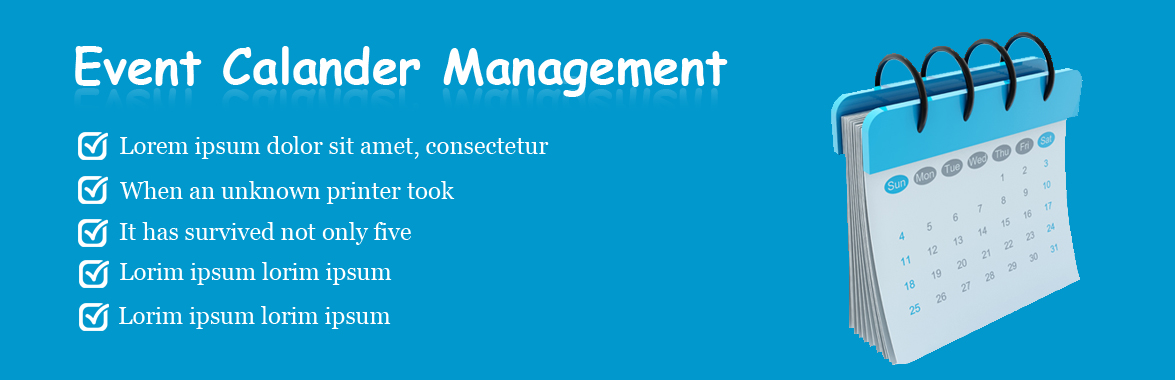 Event Calander Management
Lorem ipsum dolor sit amet, consectetur
When an unknown printer took
It has survived not only five
Lorim ipsum lorim ipsum
Lorim ipsum lorim ipsum
Sun Mon Tue Wed Thu Fri Sat
1 2 3
4 5 6 7 8 9 10
11 12 13 14 15 16 17
18 19 20 21 22 23 24
25 26 27 28 29 30 31